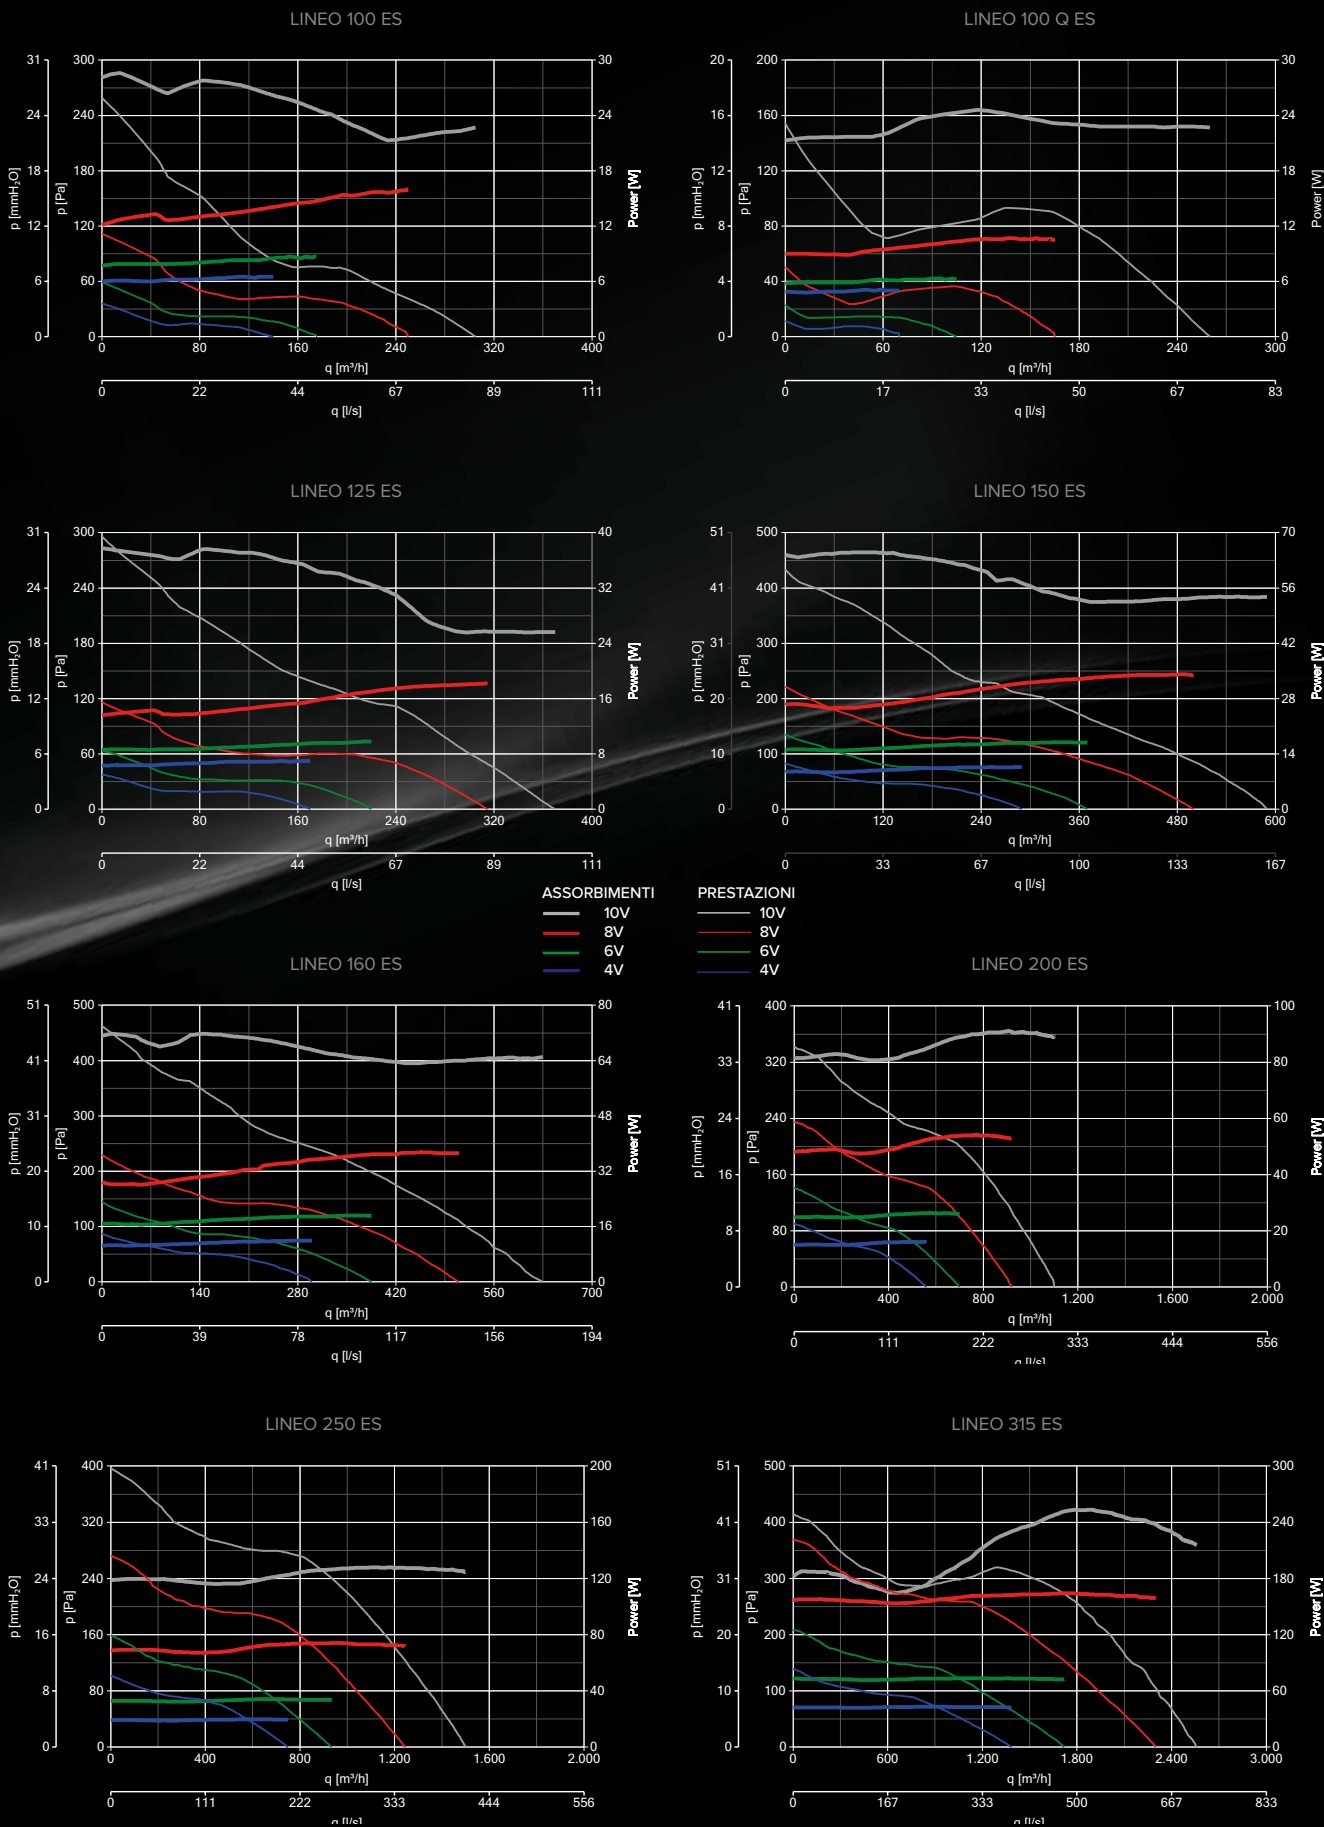 LINEO 100 ES
31 24 18 12 6 0
p [mmH₂O]
300 240 180 120 60 0
p [Pa]
30 24 18 12 6 0
Power [W]
0 80 160 240 320 400
q [m³/h]
0 22 44 67 89 111
q [l/s]
LINEO 100 Q ES
20 16 12 8 4 0
p [mmH₂O]
200 160 120 80 40 0
p [Pa]
30 24 18 12 6 0
Power [W]
0 60 120 180 240 300
q [m³/h]
0 17 33 50 67 83
q [l/s]
LINEO 125 ES
31 24 18 12 6 0
p [mmH₂O]
300 240 180 120 60 0
p [Pa]
40 32 24 16 8 0
Power [W]
0 80 160 240 320 400
q [m³/h]
0 22 44 67 89 111
q [l/s]
LINEO 150 ES
51 41 31 20 10 0
p [mmH₂O]
500 400 300 200 100 0
p [Pa]
70 56 42 28 14 0
Power [W]
0 120 240 360 480 600
q [m³/h]
0 33 67 100 133 167
q [l/s]
ASSORBIMENTI
10V
8V
6V
4V
PRESTAZIONI
10V
8V
6V
4V
LINEO 160 ES
51 41 31 20 10 0
p [mmH₂O]
500 400 300 200 100 0
p [Pa]
80 64 48 32 16 0
Power [W]
0 140 280 420 560 700
q [m³/h]
0 39 78 117 156 194
q [l/s]
LINEO 200 ES
41 33 24 16 8 0
p [mmH₂O]
400 320 240 160 80 0
p [Pa]
100 80 60 40 20 0
Power [W]
0 400 800 1.200 1.600 2.000
q [m³/h]
0 111 222 333 444 556
q [l/s]
LINEO 250 ES
41 33 24 16 8 0
p [mmH₂O]
400 320 240 160 80 0
p [Pa]
200 160 120 80 40 0
Power [W]
0 400 800 1.200 1.600 2.000
q [m³/h]
0 111 222 333 444 556
q [l/s]
LINEO 315 ES
51 41 31 20 10 0
p [mmH₂O]
500 400 300 200 100 0
p [Pa]
300 240 180 120 60 0
Power [W]
0 600 1.200 1.800 2.400 3.000
q [m³/h]
0 167 333 500 667 833
q [l/s]